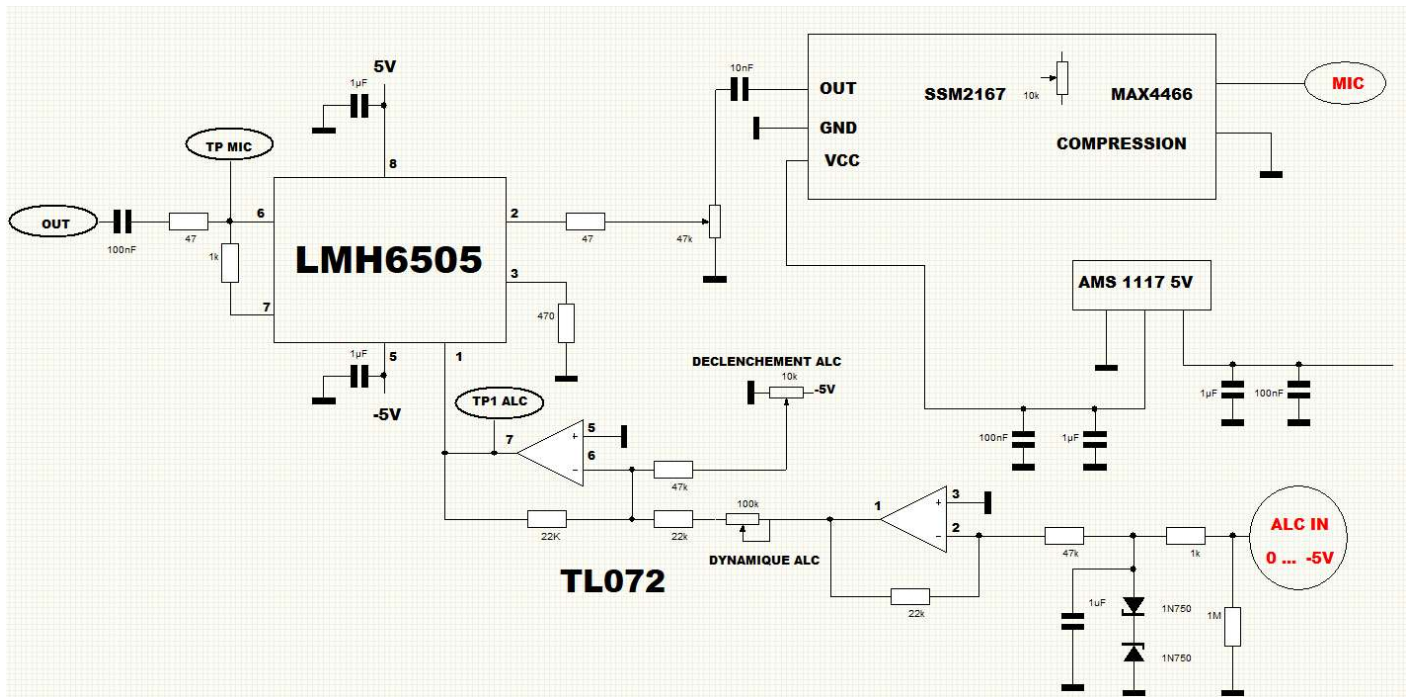 5V
1µF
TP MIC
8
OUT
100nF
47
6
1k
7
LMH6505
2
47
47k
3
470
10nF
OUT
GND
VCC
SSM2167
10k
MAX4466
COMPRESSION
MIC
AMS 1117 5V
1µF
100nF
100nF
1µF
1µF
5
-5V
1
TP1 ALC
DECLENCHEMENT ALC
10k
-5V
7
5
+
6
-
47k
22K
22k
100k
DYNAMIQUE ALC
TL072
1
3
+
2
-
22k
47k
1k
ALC IN
0 ... -5V
1uF
1N750
1N750
1M